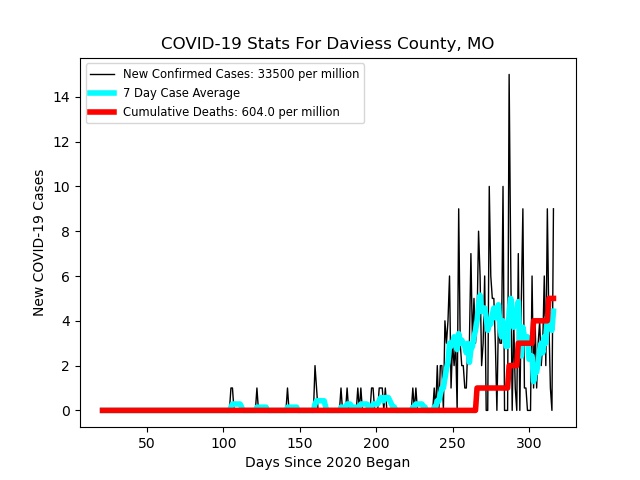 COVID-19 Stats For Daviess County, MO
New Confirmed Cases: 33500 per million
7 Day Case Average
Cumulative Deaths: 604.0 per million
New COVID-19 Cases
14
12
10
8
6
4
2
0
50 100 150 200 250 300
Days Since 2020 Began